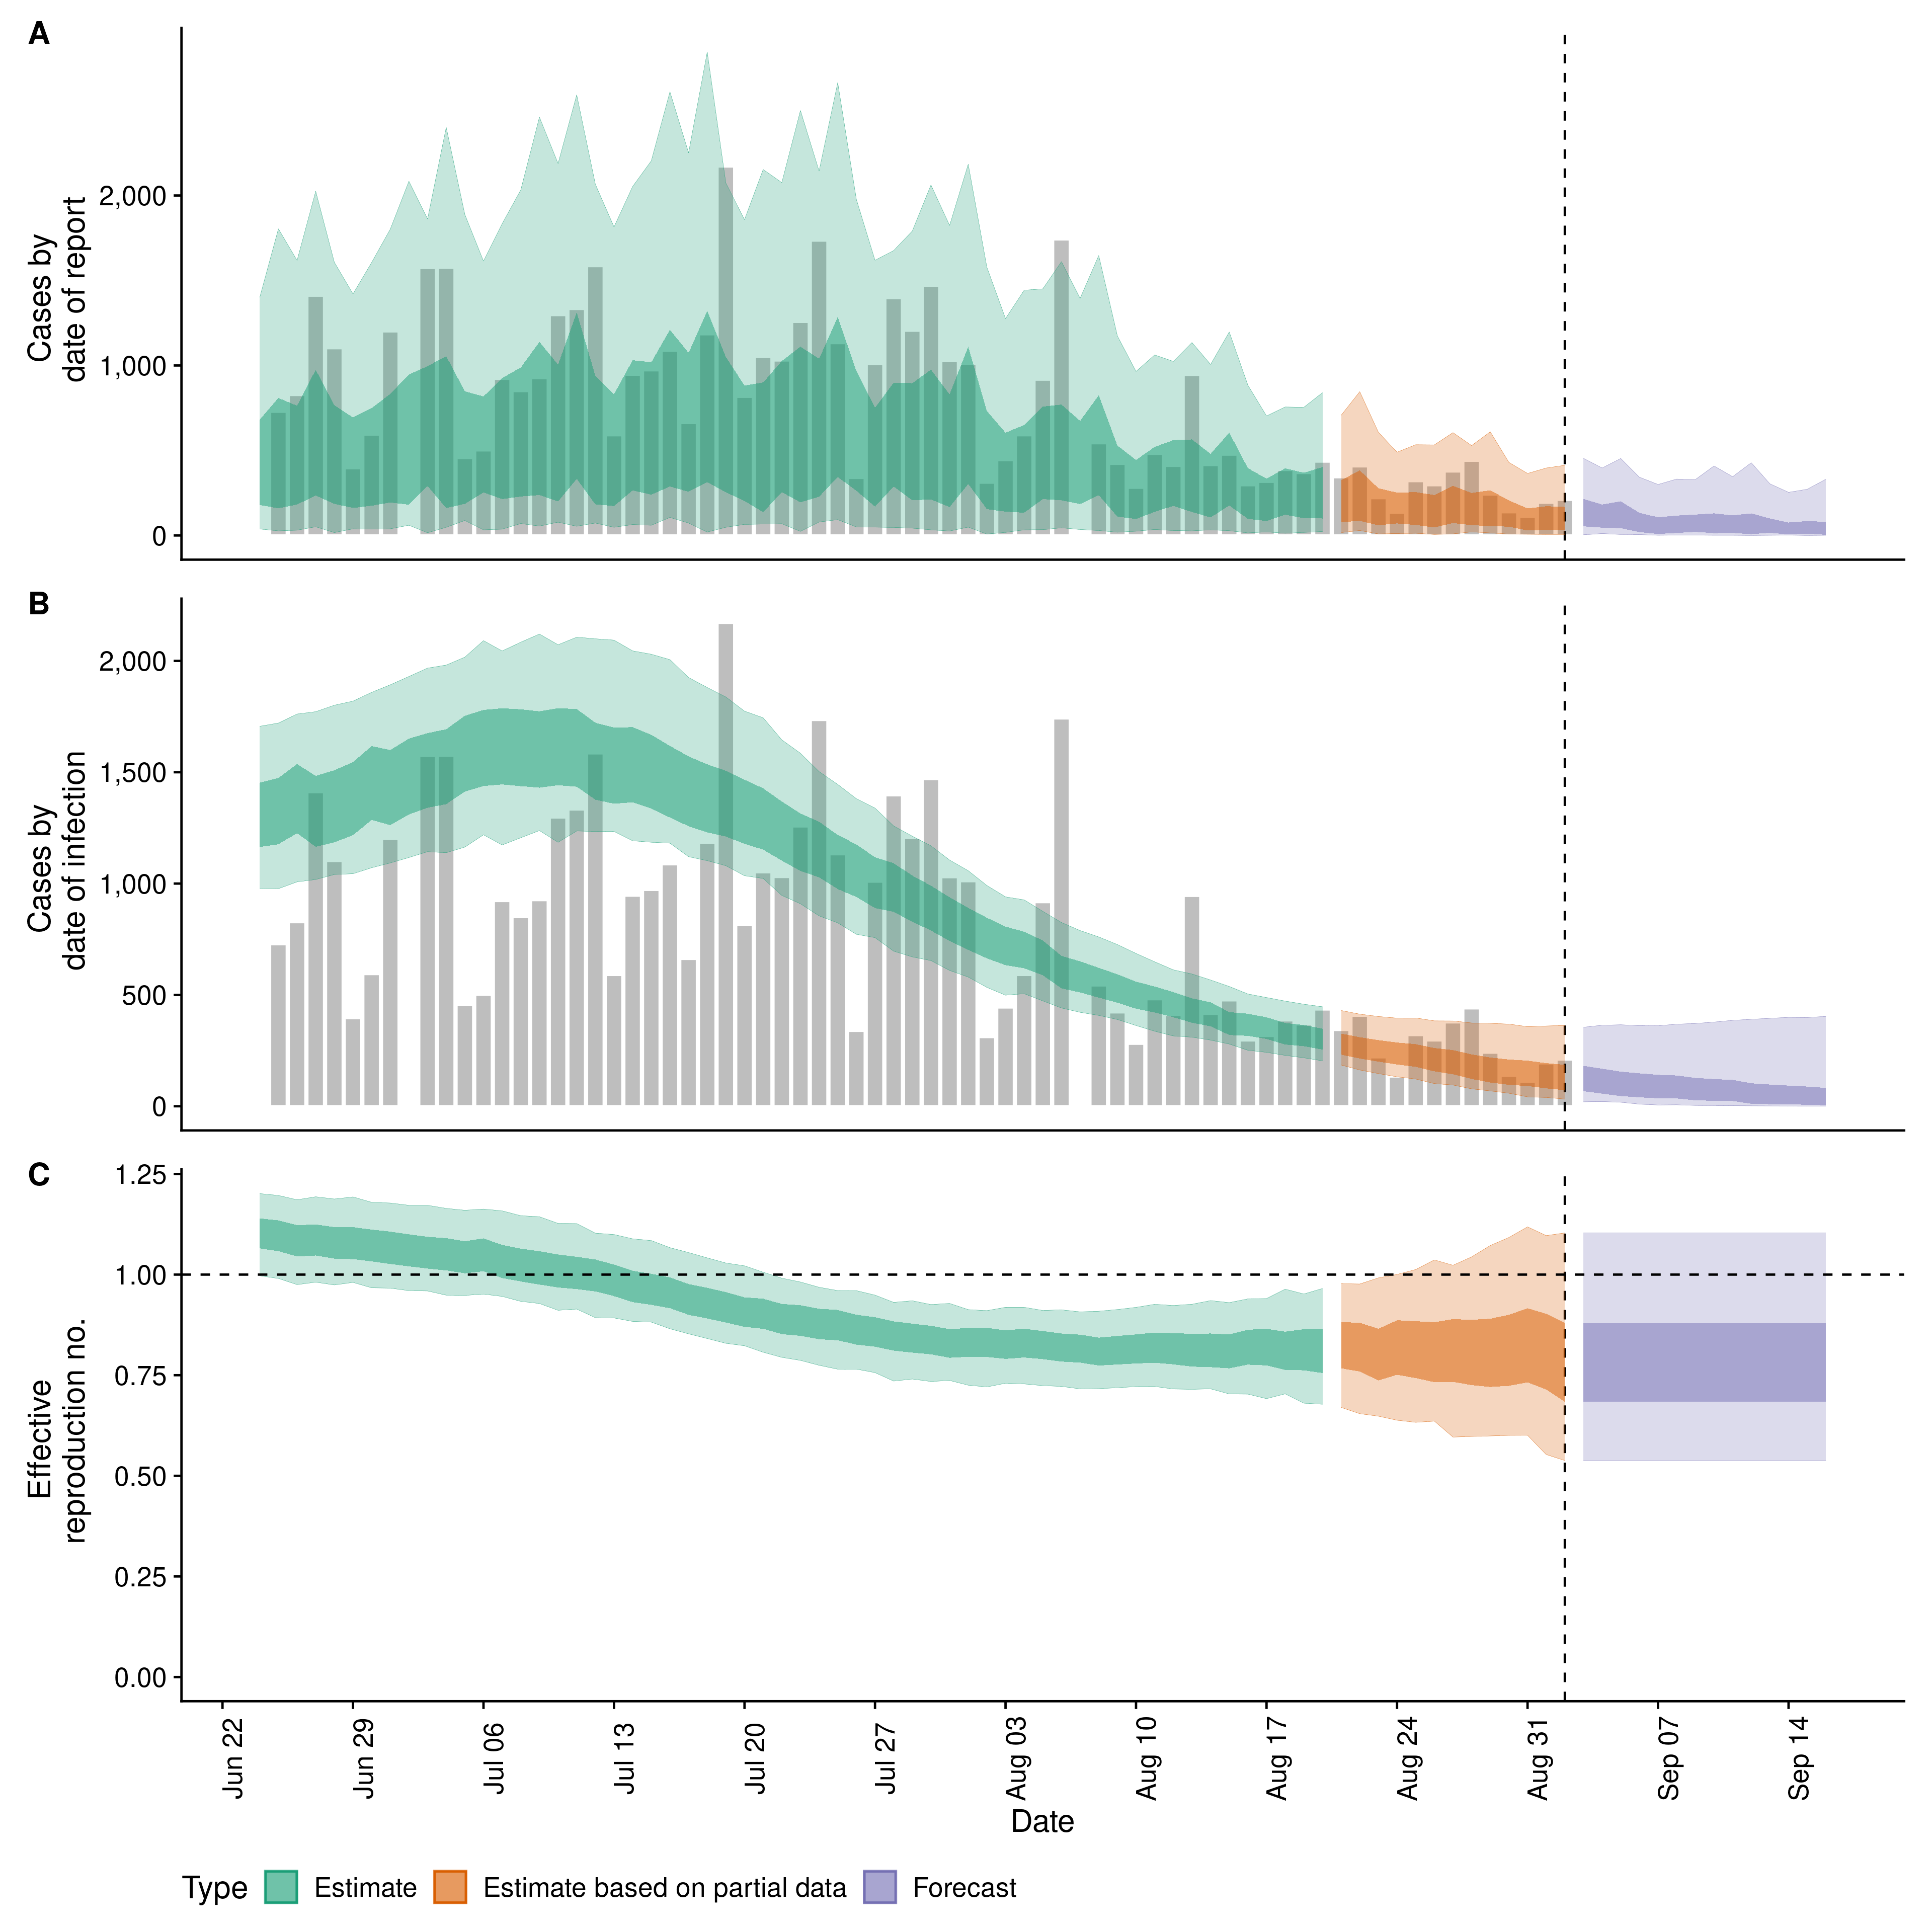 A
Cases by
date of report
2,000
1,000
0
B
Cases by
date of infection
2,000
1,500
1,000
500
0
C
Effective
reproduction no.
1.25
1.00
0.75
0.50
0.25
0.00
Jun 22
Jun 29
Jul 06
Jul 13
Jul 20
Jul 27
Aug 03
Aug 10
Aug 17
Aug 24
Aug 31
Sep 07
Sep 14
Date
Type
Estimate
Estimate based on partial data
Forecast